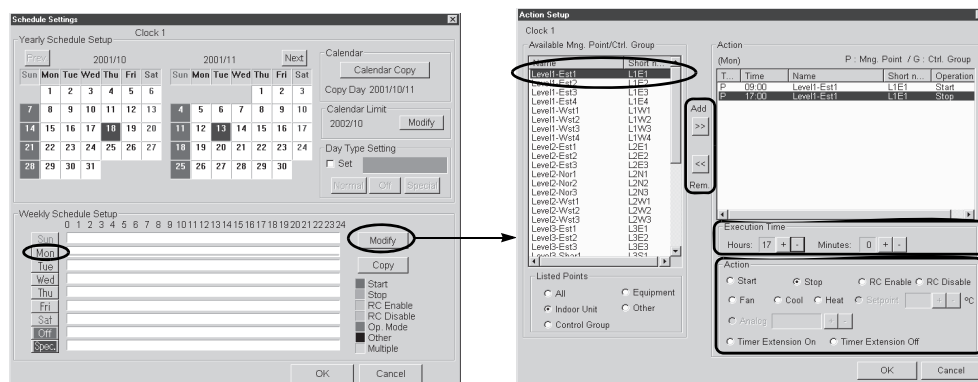 Schedule Settings
Clock 1
Yearly Schedule Setup
Prev
2001/10
2001/11
Next
Sun Mon Tue Wed Thu Fri Sat
1 2 3 4 5 6
7 8 9 10 11 12 13
14 15 16 17 18 19 20
21 22 23 24 25 26 27
28 29 30 31
Sun Mon Tue Wed Thu Fri Sat
1 2 3
4 5 6 7 8 9 10
11 12 13 14 15 16 17
18 19 20 21 22 23 24
25 26 27 28 29 30
Calendar
Calendar Copy
Copy Day 2001/10/11
Calendar Limit
2002/10 Modify
Day Type Setting
Set
Normal Off Special
Weekly Schedule Setup
0 1 2 3 4 5 6 7 8 9 10 11 12 13 14 15 16 17 18 19 20 21 22 23 24
Sun
Mon
Tue
Wed
Thu
Fri
Sat
Off
Spec.
Modify
Copy
Start
Stop
RC Enable
RC Disable
Op. Mode
Other
Multiple
OK Cancel
Action Setup
Clock 1
Available Mng. Point/Ctrl. Group
Name Short n...
Level1-Est1 L1E1
Level1-Est2 L1E2
Level1-Est3 L1E3
Level1-Est4 L1E4
Level1-Wst1 L1W1
Level1-Wst2 L1W2
Level1-Wst3 L1W3
Level1-Wst4 L1W4
Level2-Est1 L2E1
Level2-Est2 L2E2
Level2-Est3 L2E3
Level2-Nor1 L2N1
Level2-Nor2 L2N2
Level2-Nor3 L2N3
Level2-Wst1 L2W1
Level2-Wst2 L2W2
Level2-Wst3 L2W3
Level3-Est1 L3E1
Level3-Est2 L3E2
Level3-Est3 L3E3
Level3-Shor1 L3S1
Listed Points
All Equipment
Indoor Unit Other
Control Group
Add
>>
<<
Rem.
Action
(Mon) P : Mng. Point / G : Ctrl. Group
T... Time Name Short n... Operation
P 09:00 Level1-Est1 L1E1 Start
P 17:00 Level1-Est1 L1E1 Stop
Execution Time
Hours: 17 + - Minutes: 0 + -
Action
Start Stop RC Enable RC Disable
Fan Cool Heat Setpoint + - ºC
Analog + -
Timer Extension On Timer Extension Off
OK Cancel